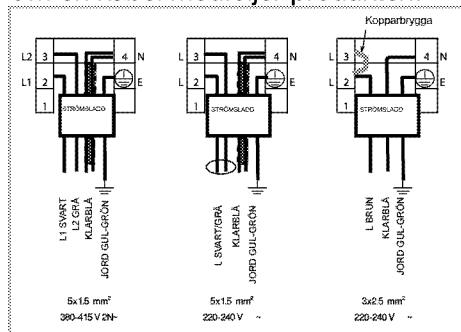 Kopparbrygga
L2 3 4 N
L1 2 E
1
STRÖMSLADD
L1 SVART
L2 GRÅ
KLARBLÅ
JORD GUL-GRÖN
5x1.5 mm²
380-415 V 2N~
L 3 4 N
L 2 E
1
STRÖMSLADD
L SVART/GRÅ
KLARBLÅ
JORD GUL-GRÖN
5x1.5 mm²
220-240 V ~
L 3 4 N
L 2 E
1
STRÖMSLADD
L BRUN
KLARBLÅ
JORD GUL-GRÖN
3x2.5 mm²
220-240 V ~